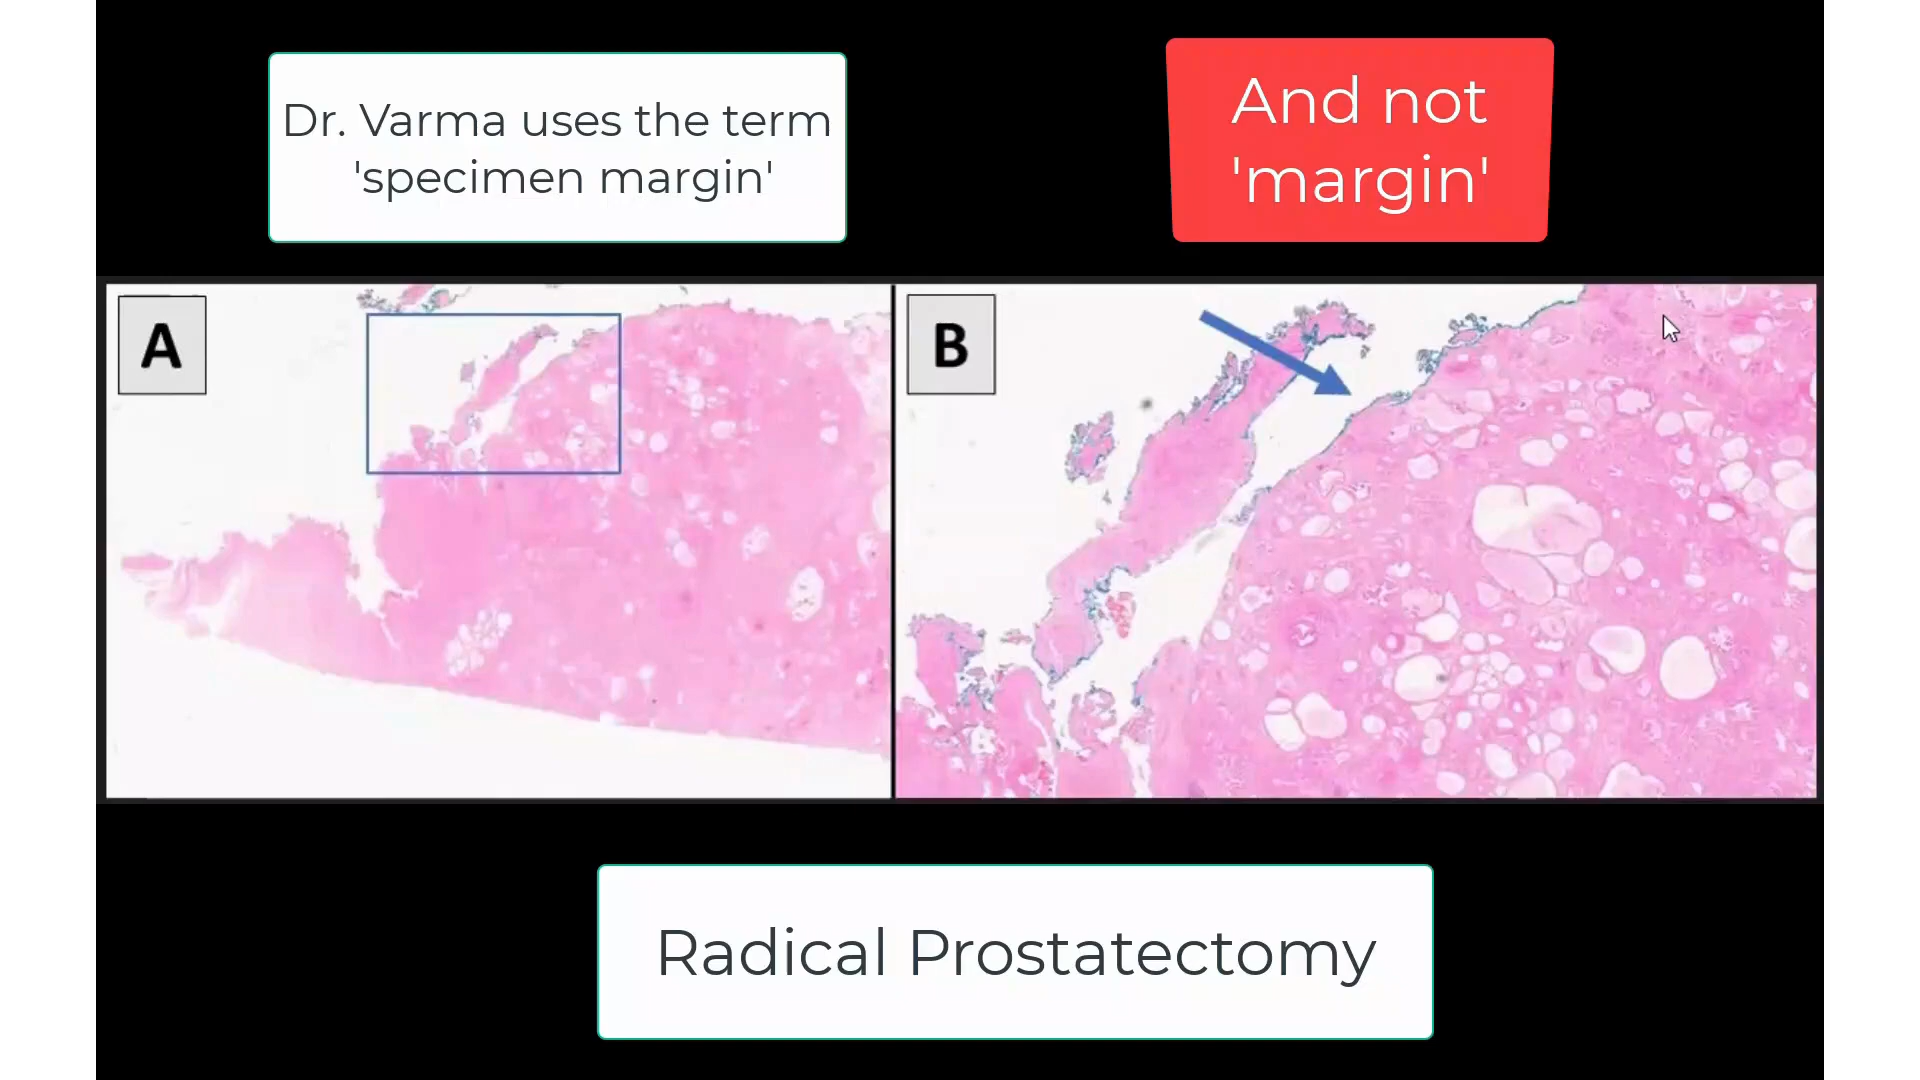 Dr. Varma uses the term
'specimen margin'
And not
'margin'
A
B
Radical Prostatectomy